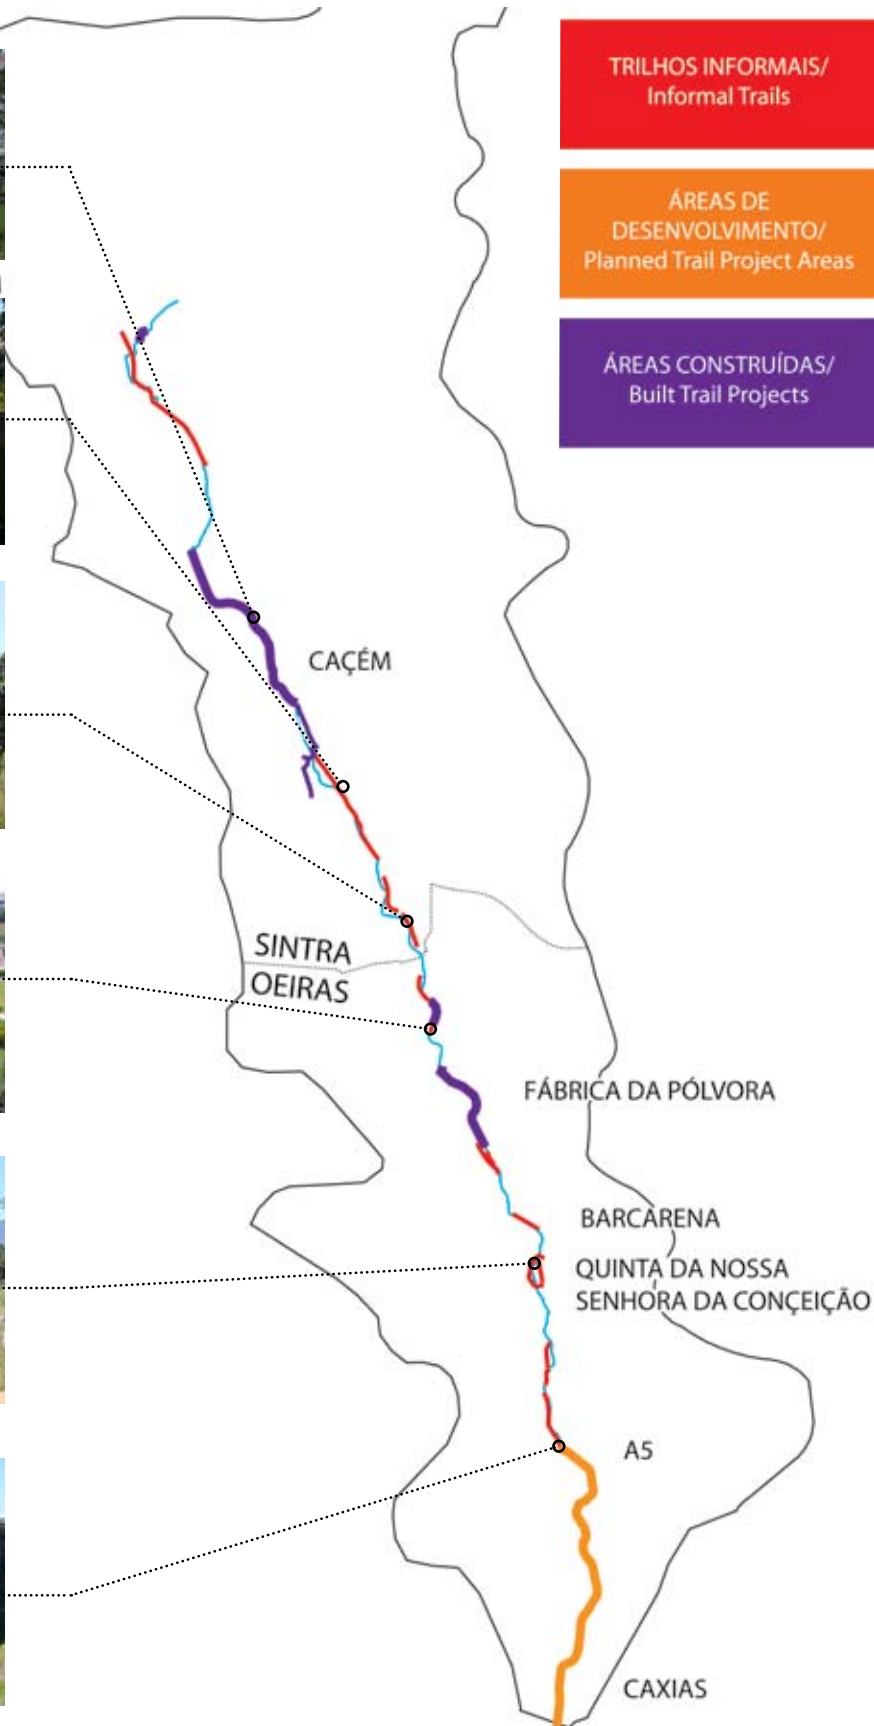 TRILHOS INFORMAIS/
Informal Trails
ÁREAS DE
DESENVOLVIMENTO/
Planned Trail Project Areas
ÁREAS CONSTRUÍDAS/
Built Trail Projects
CAÇÉM
SINTRA
OEIRAS
FÁBRICA DA PÓLVORA
BARCARENA
QUINTA DA NOSSA
SENHORA DA CONÇEIÇÃO
A5
CAXIAS